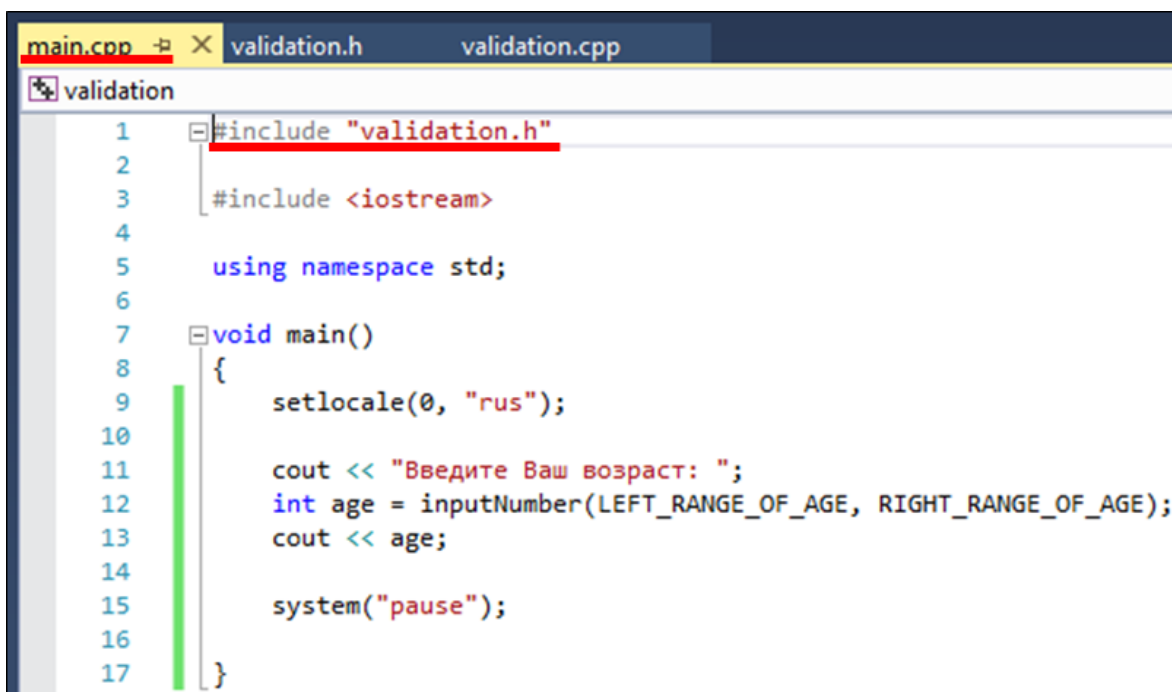 main.cpp validation.h validation.cpp
validation
1 #include "validation.h"
2
3 #include <iostream>
4
5 using namespace std;
6
7 void main()
8 {
9 setlocale(0, "rus");
10
11 cout << "Введите Ваш возраст: ";
12 int age = inputNumber(LEFT_RANGE_OF_AGE, RIGHT_RANGE_OF_AGE);
13 cout << age;
14
15 system("pause");
16
17 }